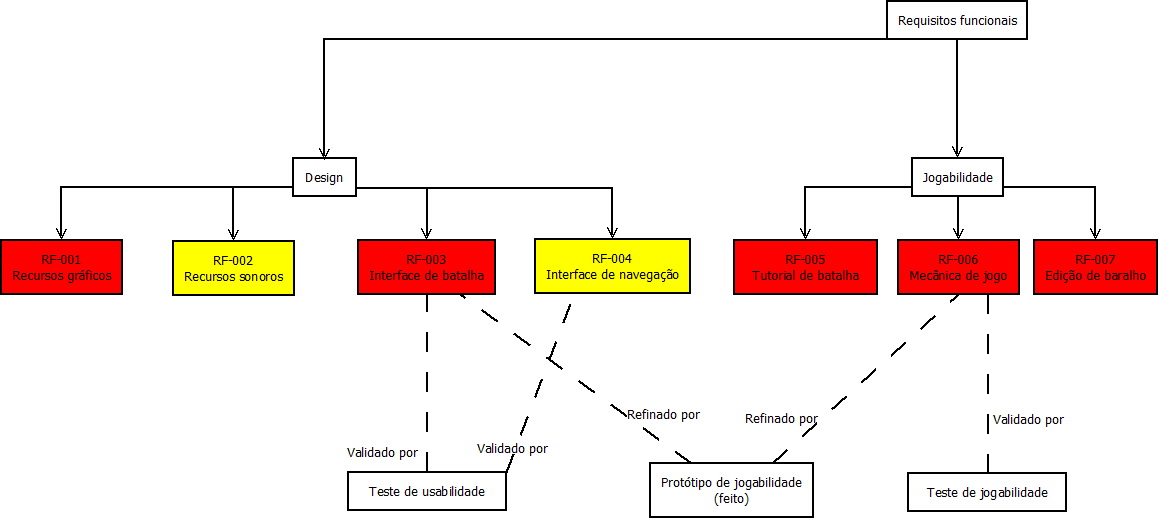 Requisitos funcionais
Design
Jogabilidade
RF-001
Recursos gráficos
RF-002
Recursos sonoros
RF-003
Interface de batalha
RF-004
Interface de navegação
RF-005
Tutorial de batalha
RF-006
Mecânica de jogo
RF-007
Edição de baralho
Refinado por
Refinado por
Validado por
Validado por
Validado por
Teste de usabilidade
Protótipo de jogabilidade
(feito)
Teste de jogabilidade